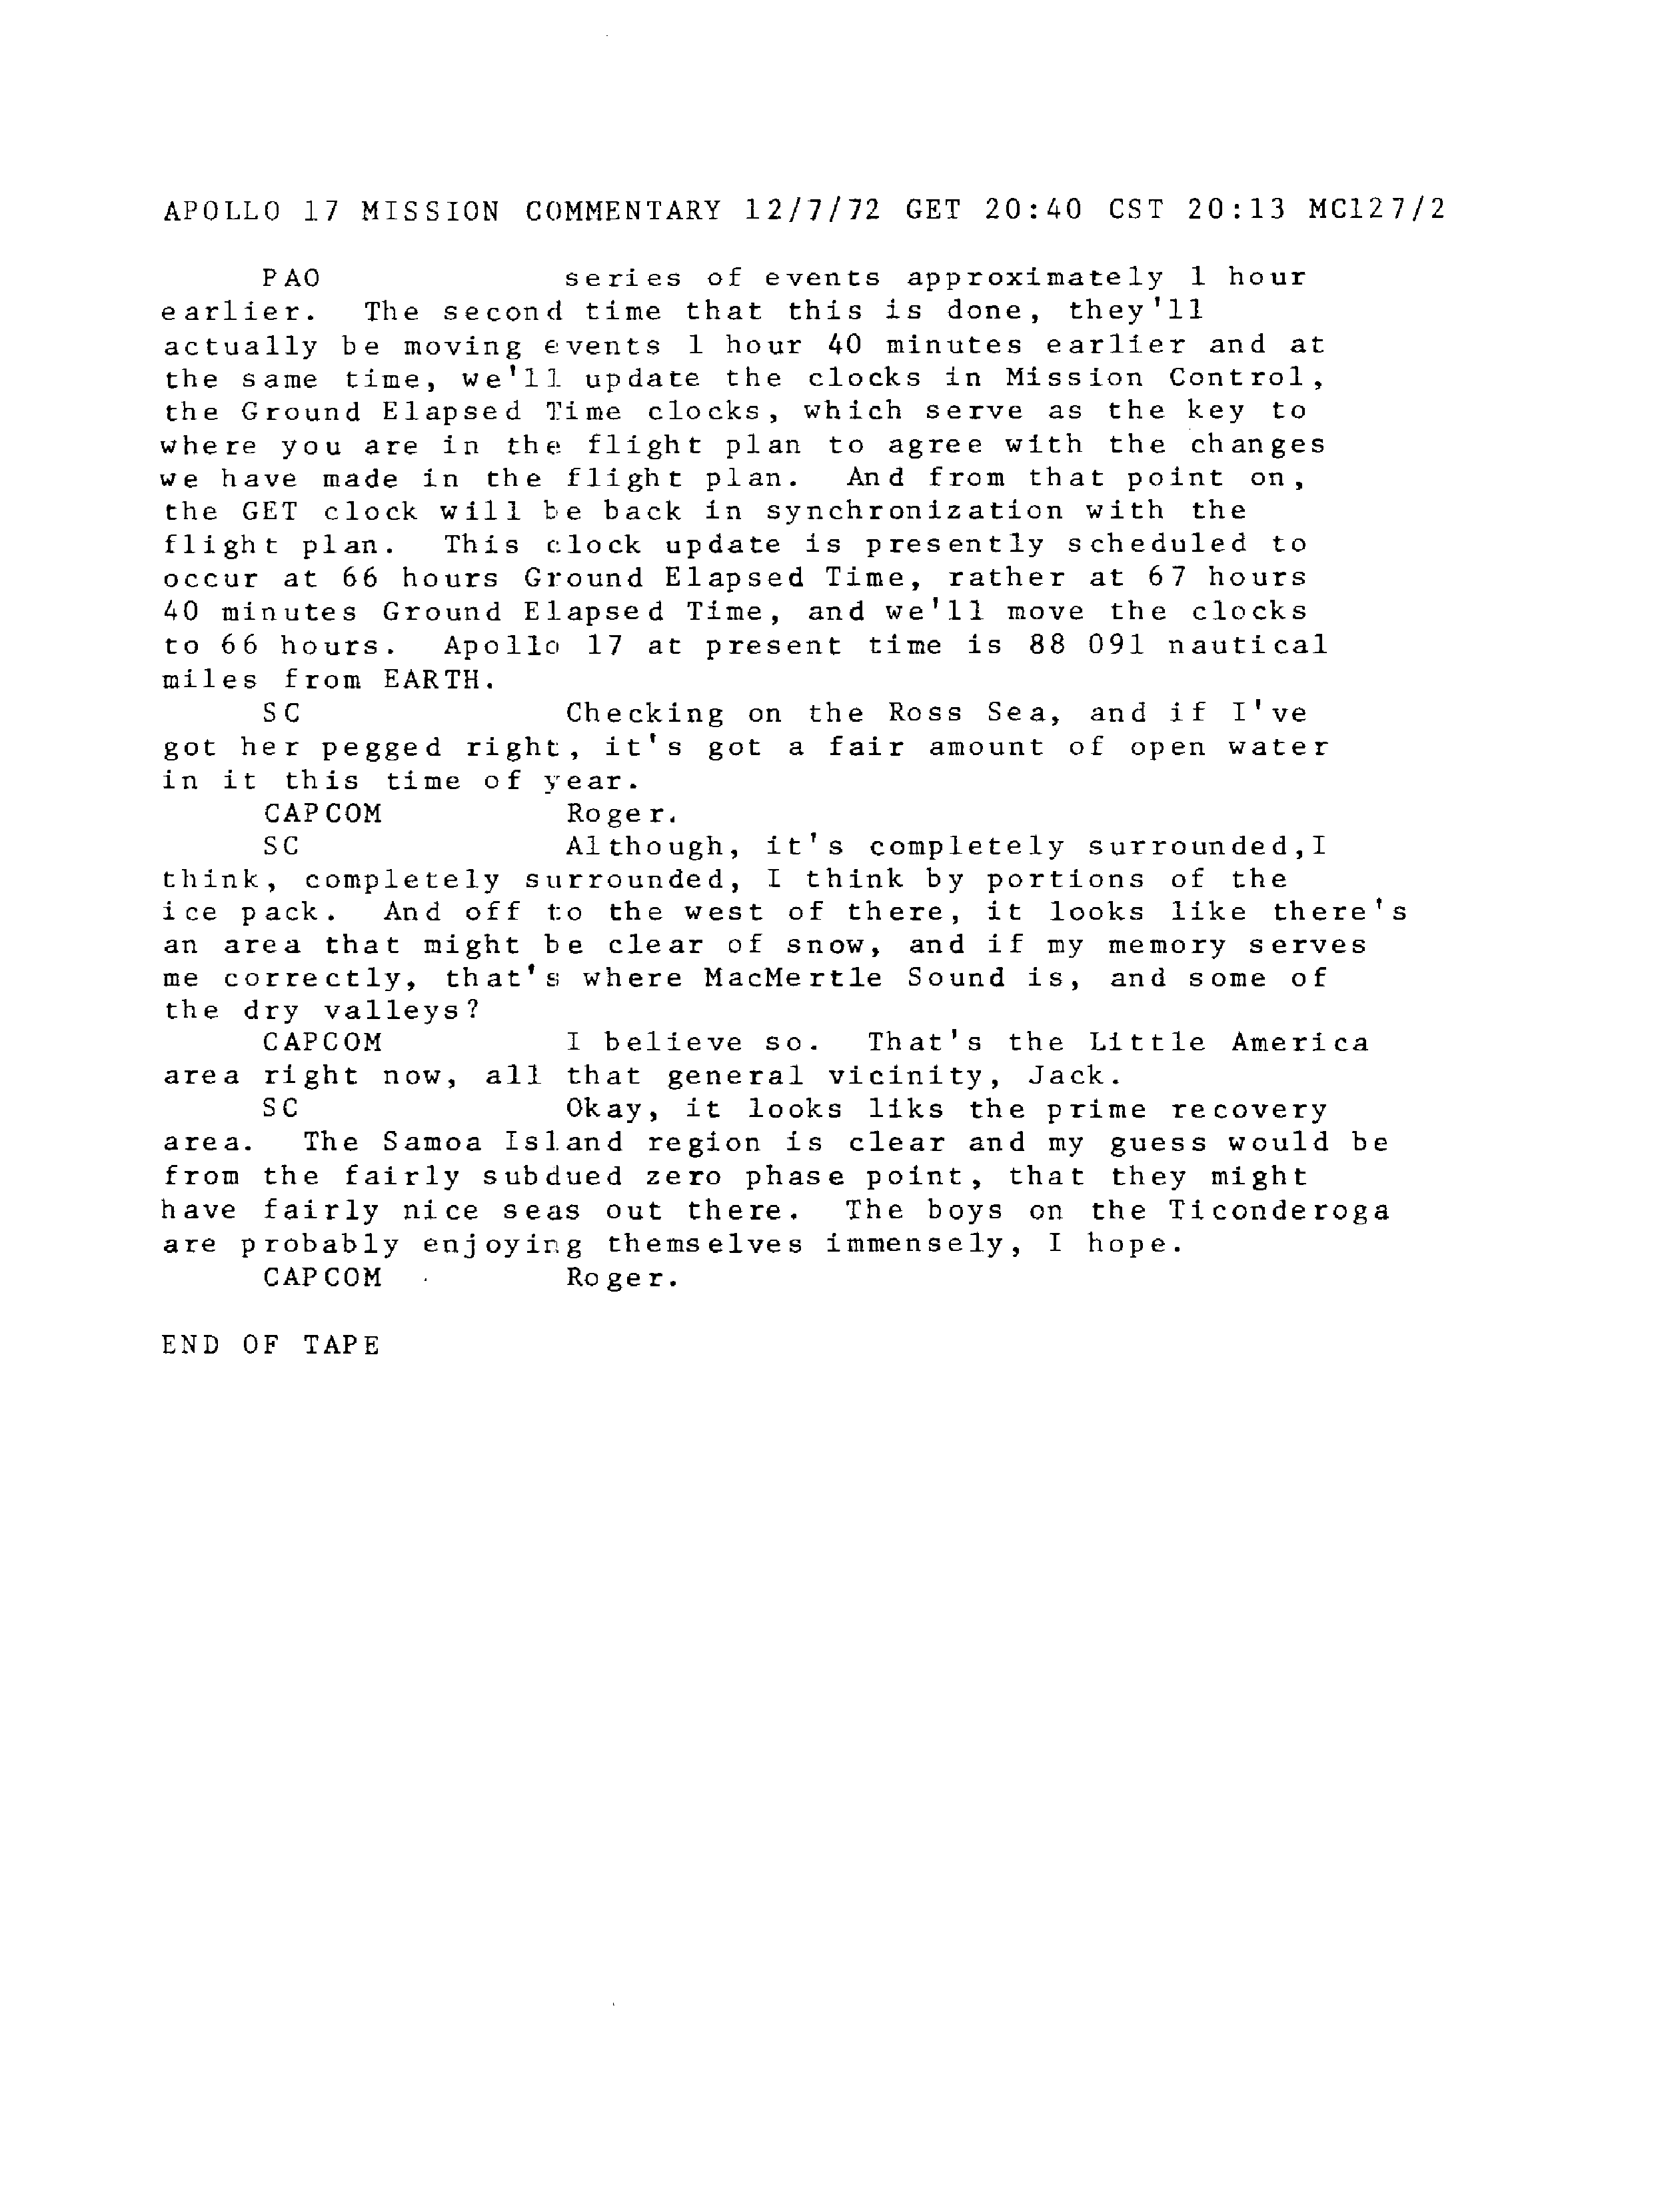 APOLLO 17 MISSION COMMENTARY 12/7/72 GET 20:40 CST 20:13 MC127/2
PAO series of events approximately 1 hour
earlier. The second time that this is done, they'll
actually be moving events 1 hour 40 minutes earlier and at
the same time, we'll update the clocks in Mission Control,
the Ground Elapsed Time clocks, which serve as the key to
where you are in the flight plan to agree with the changes
we have made in the flight plan. And from that point on,
the GET clock will be back in synchronization with the
flight plan. This clock update is presently scheduled to
occur at 66 hours Ground Elapsed Time, rather at 67 hours
40 minutes Ground Elapsed Time, and we'll move the clocks
to 66 hours. Apollo 17 at present time is 88 091 nautical
miles from EARTH.
SC Checking on the Ross Sea, and if I've
got her pegged right, it's got a fair amount of open water
in it this time of year.
CAPCOM Roger.
SC Although, it's completely surrounded,I
think, completely surrounded, I think by portions of the
ice pack. And off to the west of there, it looks like there's
an area that might be clear of snow, and if my memory serves
me correctly, that's where MacMertle Sound is, and some of
the dry valleys?
CAPCOM I believe so. That's the Little America
area right now, all that general vicinity, Jack.
SC Okay, it looks liks the prime recovery
area. The Samoa Island region is clear and my guess would be
from the fairly subdued zero phase point, that they might
have fairly nice seas out there. The boys on the Ticonderoga
are probably enjoying themselves immensely, I hope.
CAPCOM Roger.
END OF TAPE